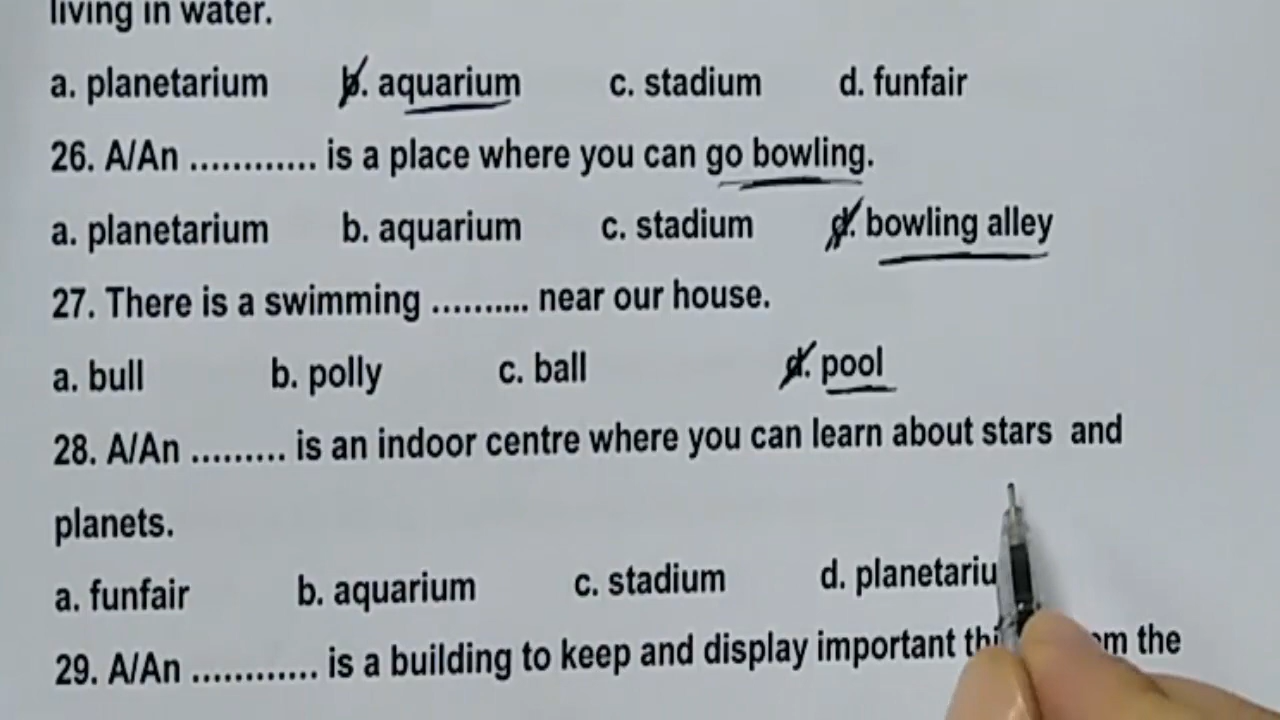 living in water.
a. planetarium b. aquarium c. stadium d. funfair
26. A/An ............ is a place where you can go bowling.
a. planetarium b. aquarium c. stadium d. bowling alley
27. There is a swimming .......... near our house.
a. bull b. polly c. ball d. pool
28. A/An ......... is an indoor centre where you can learn about stars and
planets.
a. funfair b. aquarium c. stadium d.
29. A/An ............ is a building to keep and display important the